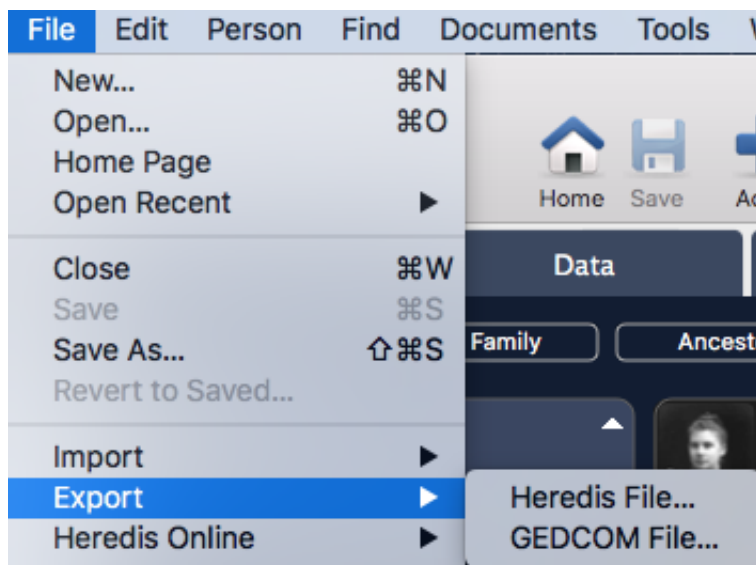 File Edit Person Find Documents Tools
New... ⌘N
Open... ⌘O
Home Page
Open Recent ▶
Home Save
Close ⌘W
Data
Save ⌘S
Save As... ⇧⌘S
Family Ancest
Revert to Saved...
Import ▶
Export ▶
Heredis File...
Heredis Online ▶
GEDCOM File...